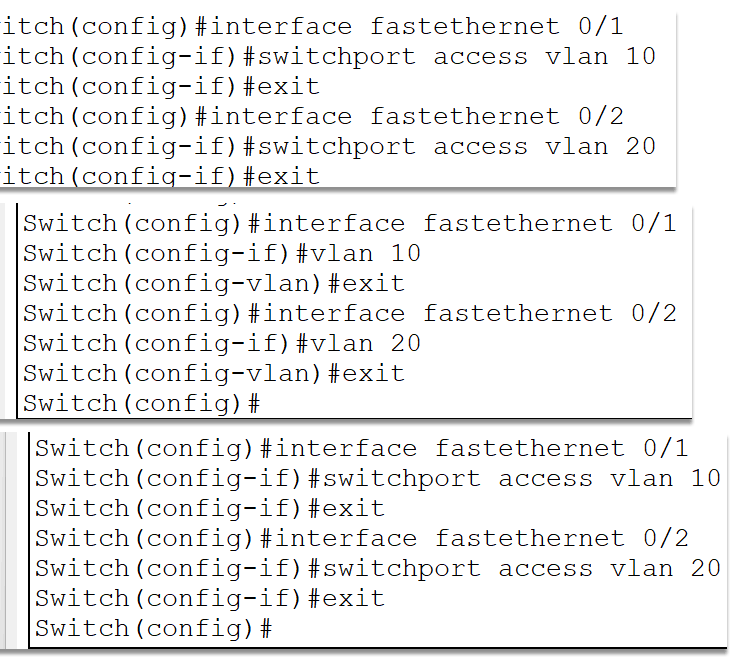 itch(config)#interface fastethernet 0/1
itch(config-if)#switchport access vlan 10
itch(config-if)#exit
itch(config)#interface fastethernet 0/2
itch(config-if)#switchport access vlan 20
itch(config-if)#exit
Switch(config)#interface fastethernet 0/1
Switch(config-if)#vlan 10
Switch(config-vlan)#exit
Switch(config)#interface fastethernet 0/2
Switch(config-if)#vlan 20
Switch(config-vlan)#exit
Switch(config)#
Switch(config)#interface fastethernet 0/1
Switch(config-if)#switchport access vlan 10
Switch(config-if)#exit
Switch(config)#interface fastethernet 0/2
Switch(config-if)#switchport access vlan 20
Switch(config-if)#exit
Switch(config)#